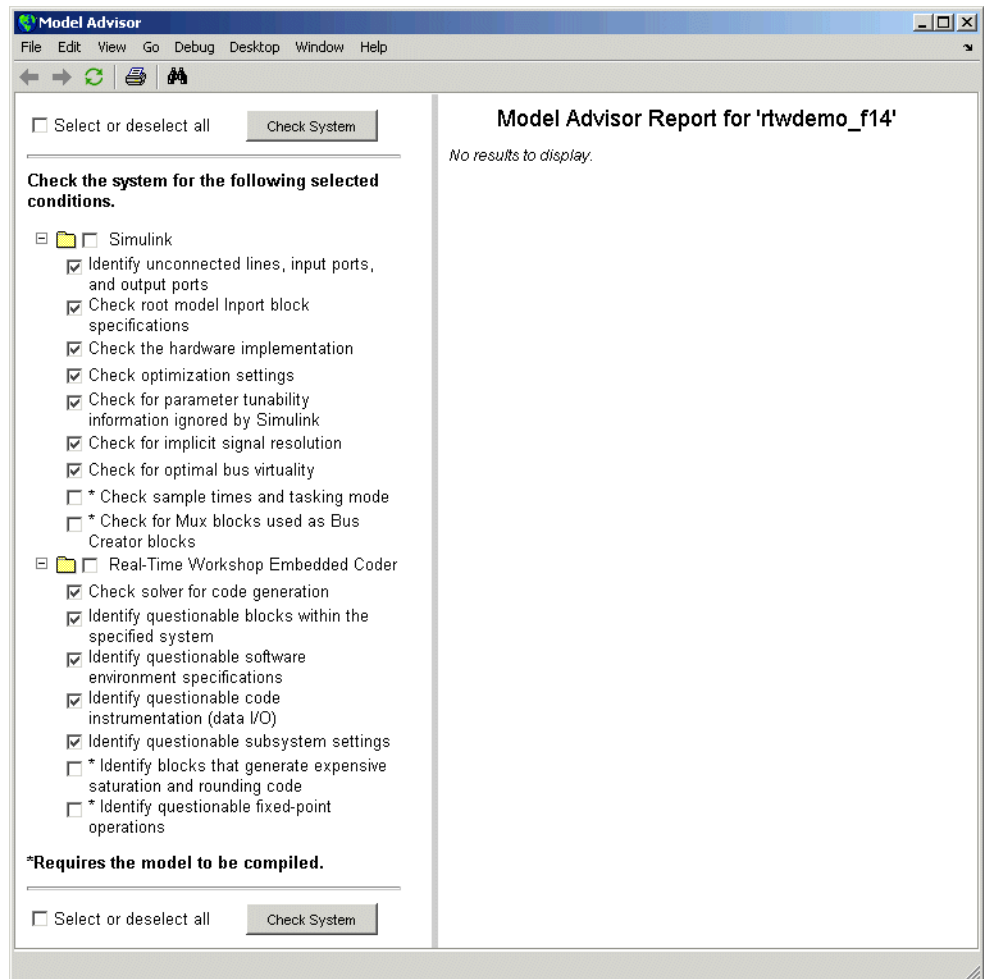 Model Advisor
File Edit View Go Debug Desktop Window Help
Select or deselect all Check System
Check the system for the following selected
conditions.
Simulink
Identify unconnected lines, input ports,
and output ports
Check root model Inport block
specifications
Check the hardware implementation
Check optimization settings
Check for parameter tunability
information ignored by Simulink
Check for implicit signal resolution
Check for optimal bus virtuality
* Check sample times and tasking mode
* Check for Mux blocks used as Bus
Creator blocks
Real-Time Workshop Embedded Coder
Check solver for code generation
Identify questionable blocks within the
specified system
Identify questionable software
environment specifications
Identify questionable code
instrumentation (data I/O)
Identify questionable subsystem settings
* Identify blocks that generate expensive
saturation and rounding code
* Identify questionable fixed-point
operations
*Requires the model to be compiled.
Select or deselect all Check System
Model Advisor Report for 'rtwdemo_f14'
No results to display.